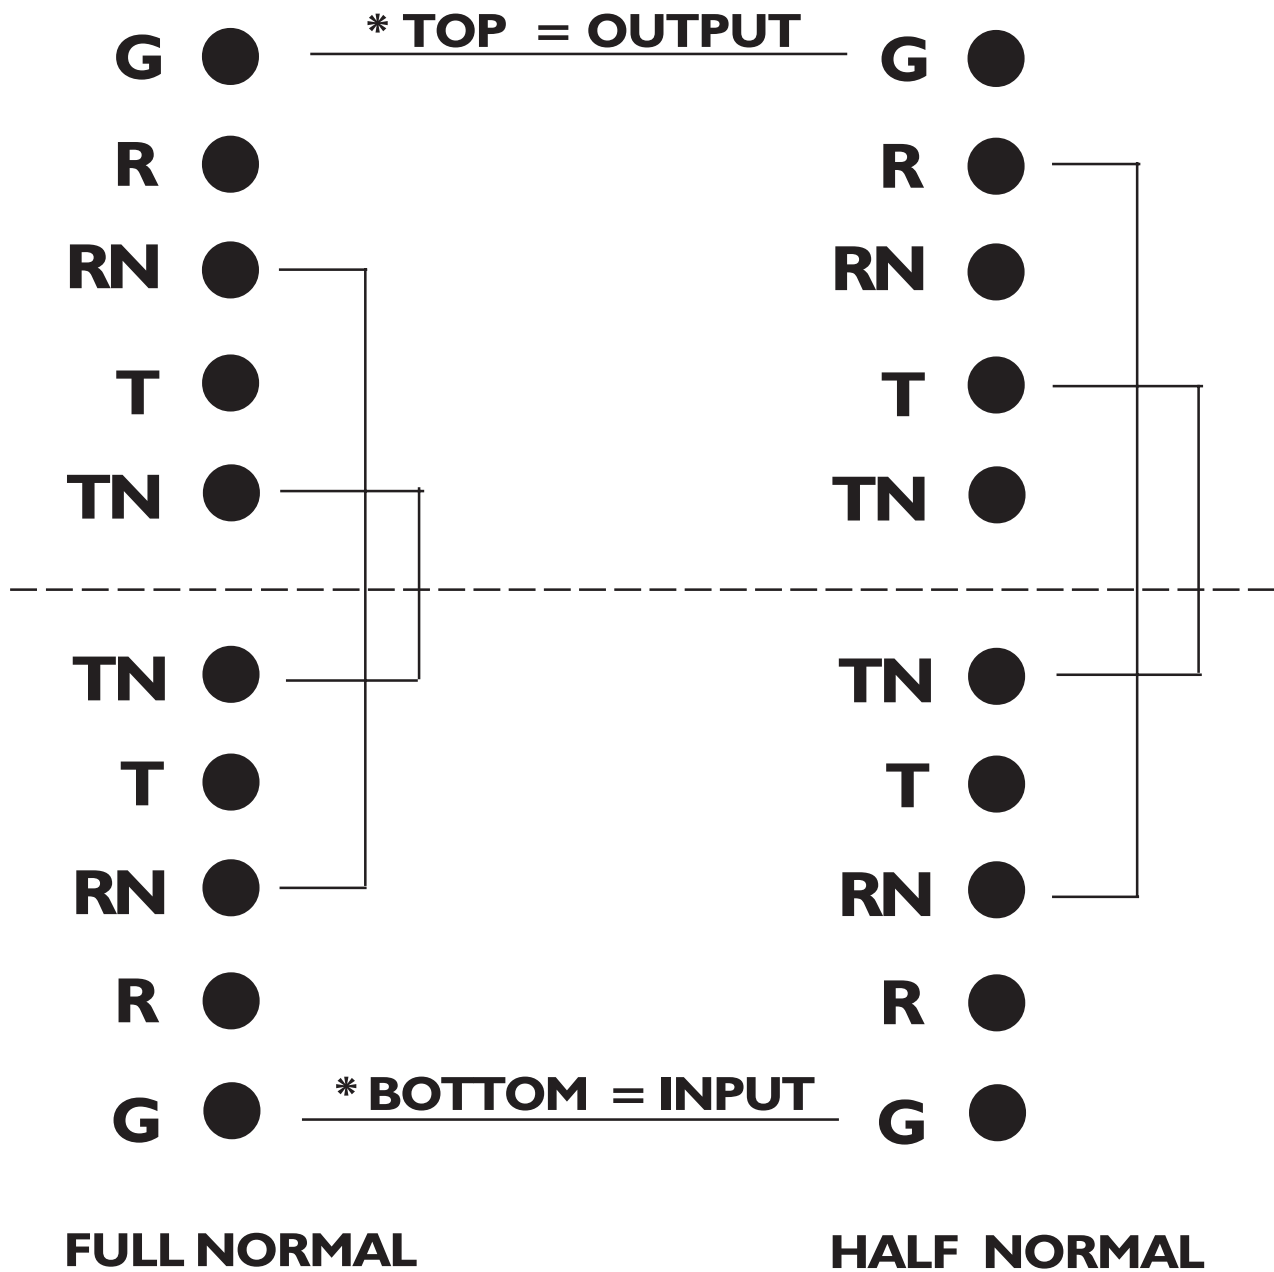 * TOP = OUTPUT
G G
R R
RN RN
T T
TN TN
TN TN
T T
RN RN
R R
* BOTTOM = INPUT
G G
FULL NORMAL HALF NORMAL